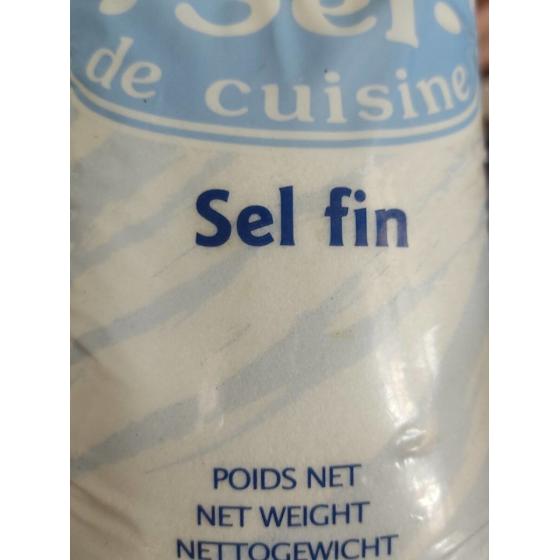 Sel
de cuisine
Sel fin
POIDS NET
NET WEIGHT
NETTOGEWICHT